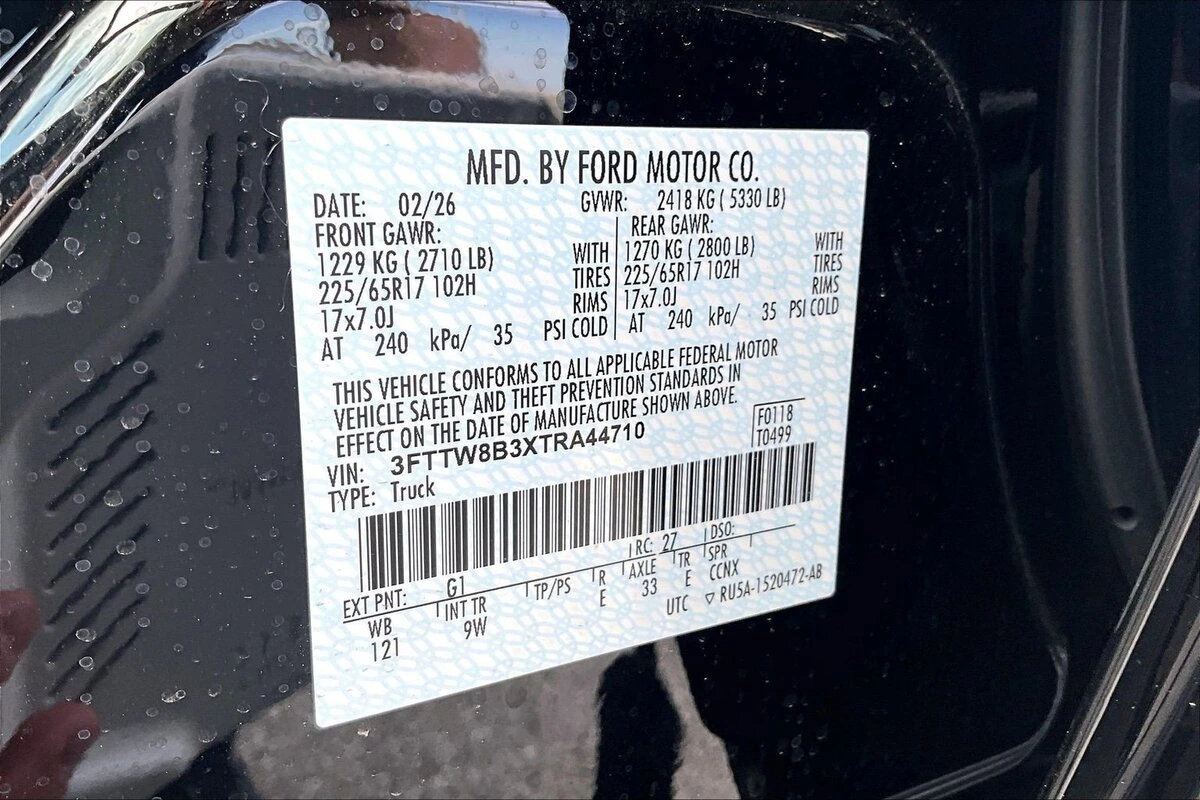 MFD. BY FORD MOTOR CO.
DATE: 02/26 GVWR: 2418 KG ( 5330 LB)
FRONT GAWR: REAR GAWR:
1229 KG ( 2710 LB) WITH 1270 KG ( 2800 LB) WITH
225/65R17 102H TIRES 225/65R17 102H TIRES
17x7.0J RIMS 17x7.0J RIMS
AT 240 kPa/ 35 PSI COLD AT 240 kPa/ 35 PSI COLD
THIS VEHICLE CONFORMS TO ALL APPLICABLE FEDERAL MOTOR
VEHICLE SAFETY AND THEFT PREVENTION STANDARDS IN
EFFECT ON THE DATE OF MANUFACTURE SHOWN ABOVE.
VIN: 3FTTW8B3XTRA44710 F0118
TYPE: Truck T0499
EXT PNT: G1 RC: 27 DSO:
WB INT TR TP/PS R AXLE TR SPR
121 9W E 33 E CCNX
UTC ▽ RU5A-1520472-AB